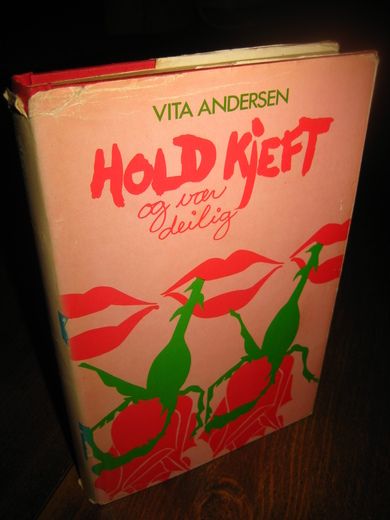 VITA ANDERSEN
HOLD KJEFT
og vær
deilig